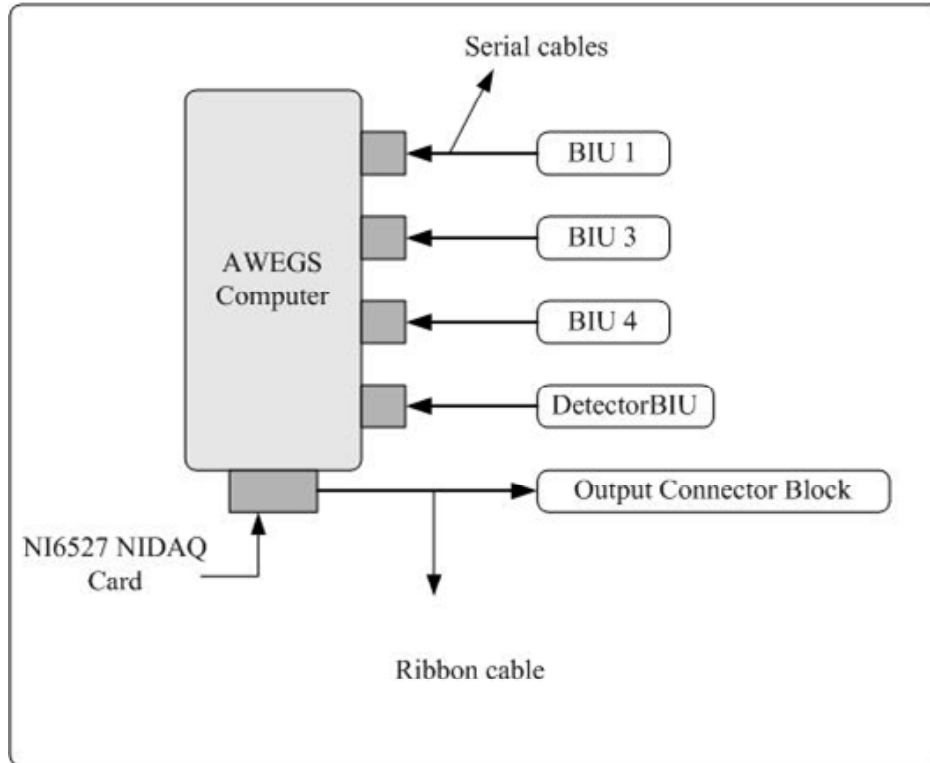 Serial cables
BIU 1
BIU 3
AWEGS
Computer
BIU 4
DetectorBIU
Output Connector Block
NI6527 NIDAQ
Card
Ribbon cable